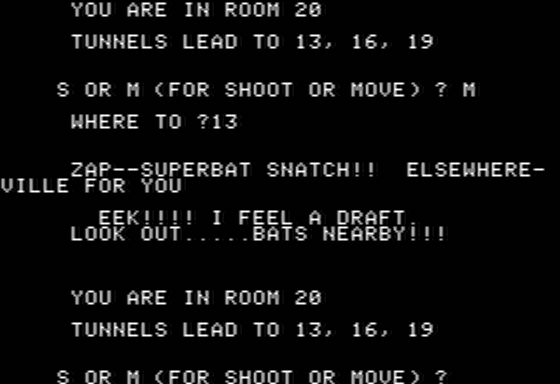 YOU ARE IN ROOM 20
TUNNELS LEAD TO 13, 16, 19
S OR M (FOR SHOOT OR MOVE) ? M
WHERE TO ?13
ZAP--SUPERBAT SNATCH!!  ELSEWHERE-
VILLE FOR YOU
EEK!!!! I FEEL A DRAFT.
LOOK OUT.....BATS NEARBY!!!
YOU ARE IN ROOM 20
TUNNELS LEAD TO 13, 16, 19
S OR M (FOR SHOOT OR MOVE) ?